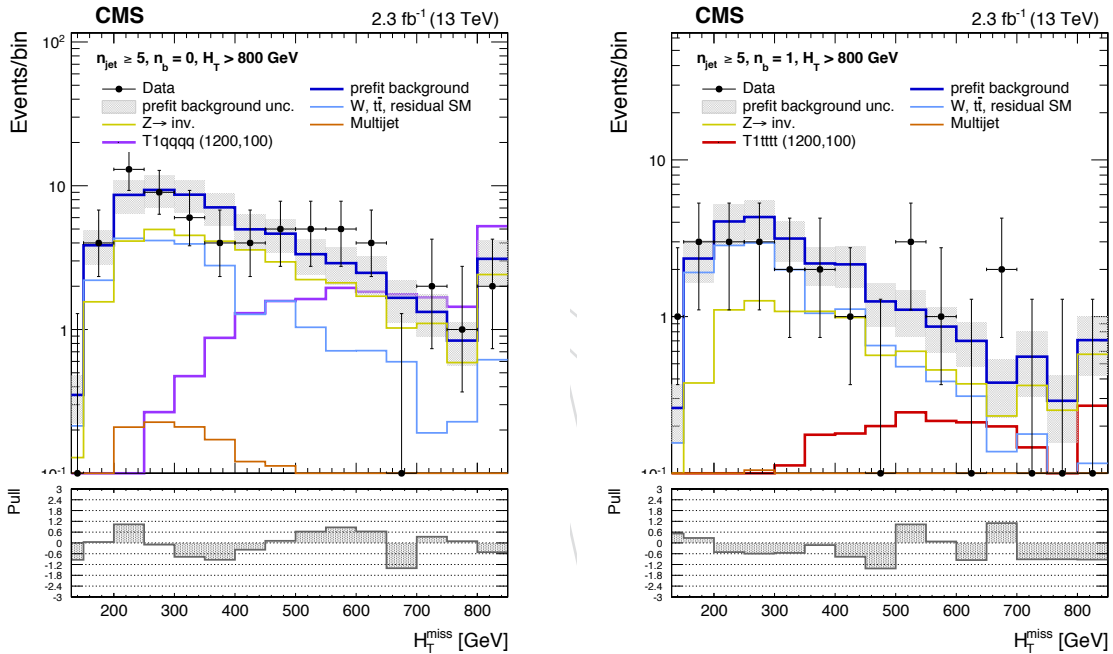 CMS 2.3 fb⁻¹ (13 TeV)
n_jet ≥ 5, n_b = 0, H_T > 800 GeV
Data
prefit background
prefit background unc.
W, tt̄, residual SM
Z→ inv.
Multijet
T1qqqq (1200,100)
Events/bin
10²
10
1
10⁻¹
Pull
3
2.4
1.8
1.2
0.6
0
-0.6
-1.2
-1.8
-2.4
-3
200 300 400 500 600 700 800
H_T^miss [GeV]
CMS 2.3 fb⁻¹ (13 TeV)
n_jet ≥ 5, n_b = 1, H_T > 800 GeV
Data
prefit background
prefit background unc.
W, tt̄, residual SM
Z→ inv.
Multijet
T1tttt (1200,100)
Events/bin
10
1
10⁻¹
Pull
3
2.4
1.8
1.2
0.6
0
-0.6
-1.2
-1.8
-2.4
-3
200 300 400 500 600 700 800
H_T^miss [GeV]